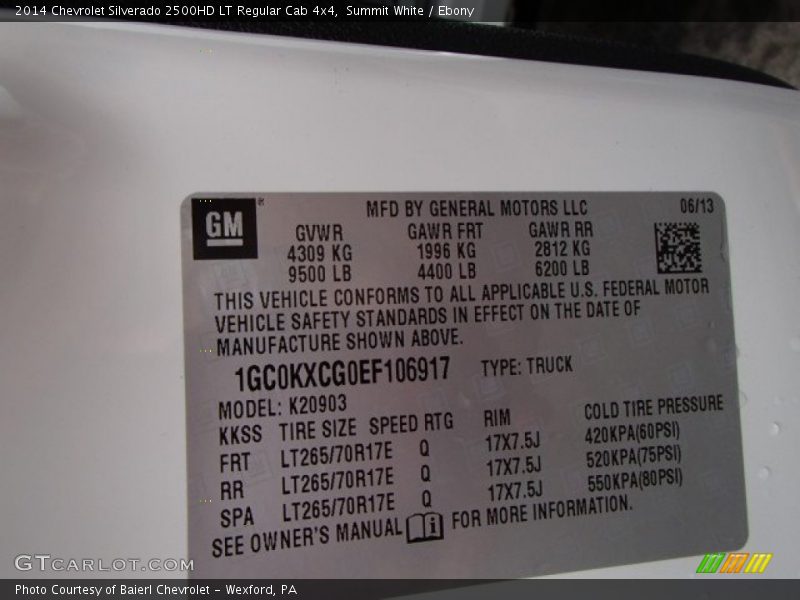 2014 Chevrolet Silverado 2500HD LT Regular Cab 4x4,  Summit White / Ebony
GM
MFD BY GENERAL MOTORS LLC 06/13
GVWR GAWR FRT GAWR RR
4309 KG 1996 KG 2812 KG
9500 LB 4400 LB 6200 LB
THIS VEHICLE CONFORMS TO ALL APPLICABLE U.S. FEDERAL MOTOR
VEHICLE SAFETY STANDARDS IN EFFECT ON THE DATE OF
MANUFACTURE SHOWN ABOVE.
1GC0KXCG0EF106917 TYPE: TRUCK
MODEL: K20903
KKSS TIRE SIZE SPEED RTG RIM COLD TIRE PRESSURE
FRT LT265/70R17E Q 17X7.5J 420KPA(60PSI)
RR LT265/70R17E Q 17X7.5J 520KPA(75PSI)
SPA LT265/70R17E Q 17X7.5J 550KPA(80PSI)
SEE OWNER'S MANUAL i FOR MORE INFORMATION.
GTCARLOT.COM
Photo Courtesy of Baierl Chevrolet - Wexford, PA